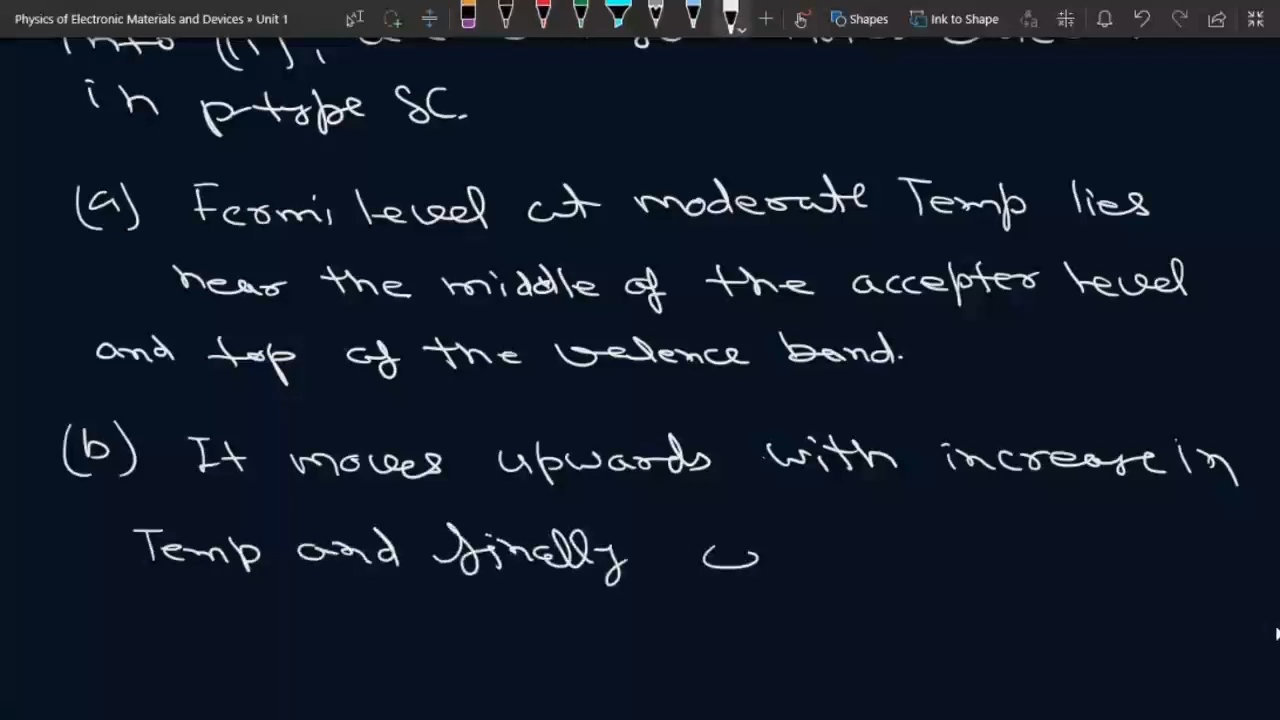 Physics of Electronic Materials and Devices » Unit 1
Shapes
Ink to Shape
in p-type SC.
(a) Fermi level at moderate Temp lies
near the middle of the accepter level
and top of the valence band.
(b) It moves upwards with increase in
Temp and finally